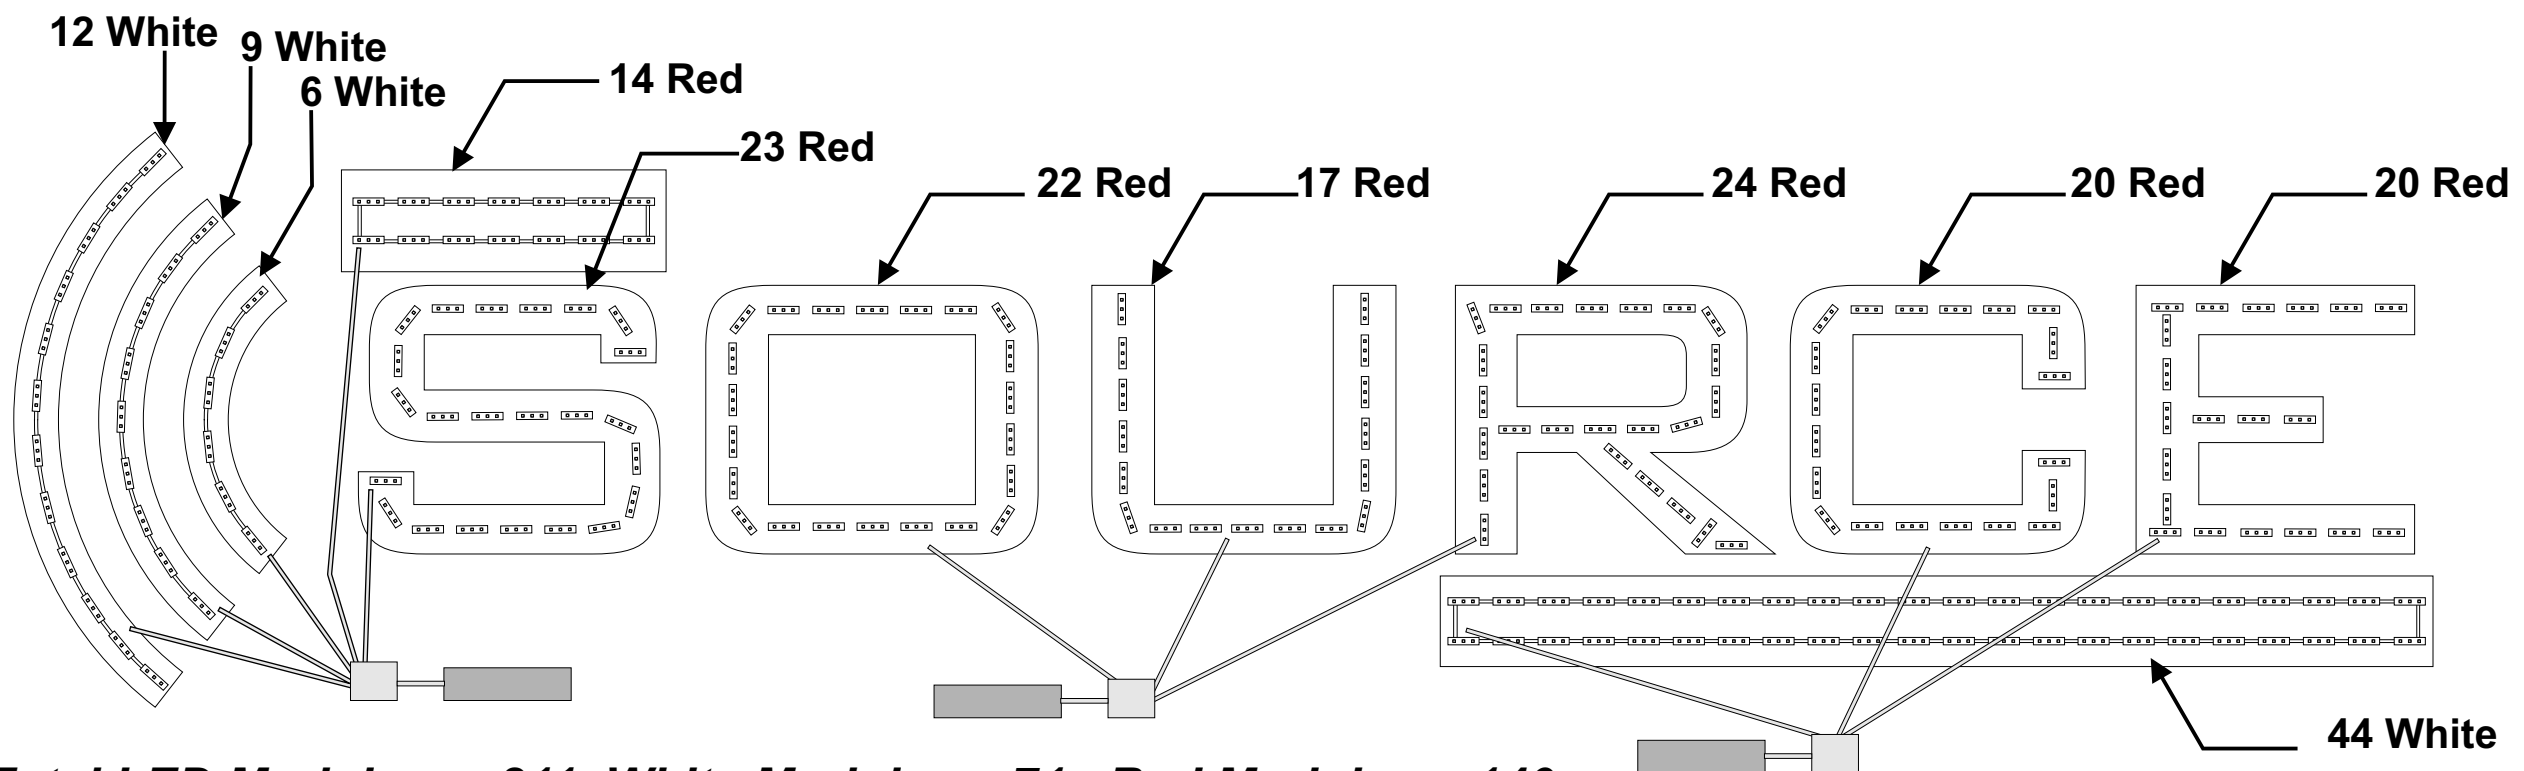 12 White
9 White
6 White
14 Red
23 Red
22 Red
17 Red
24 Red
20 Red
20 Red
44 White